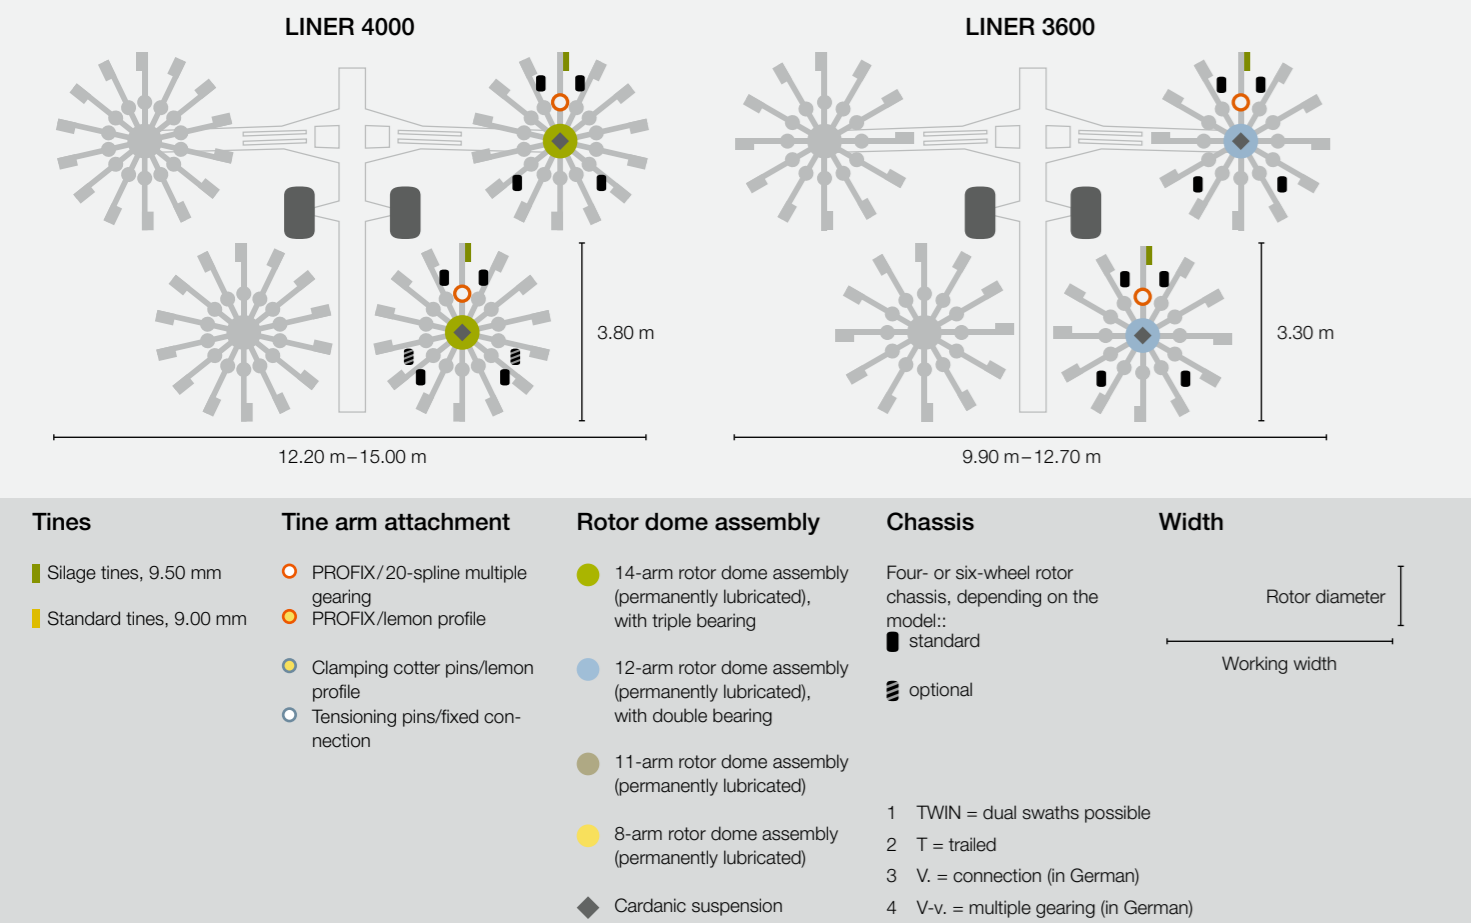 LINER 4000
LINER 3600
3.80 m
3.30 m
12.20 m–15.00 m
9.90 m–12.70 m
Tines
Silage tines, 9.50 mm
Standard tines, 9.00 mm
Tine arm attachment
PROFIX/20-spline multiple
gearing
PROFIX/lemon profile
Clamping cotter pins/lemon
profile
Tensioning pins/fixed con-
nection
Rotor dome assembly
14-arm rotor dome assembly
(permanently lubricated),
with triple bearing
12-arm rotor dome assembly
(permanently lubricated),
with double bearing
11-arm rotor dome assembly
(permanently lubricated)
8-arm rotor dome assembly
(permanently lubricated)
Cardanic suspension
Chassis
Four- or six-wheel rotor
chassis, depending on the
model::
standard
optional
1 TWIN = dual swaths possible
2 T = trailed
3 V. = connection (in German)
4 V-v. = multiple gearing (in German)
Width
Rotor diameter
Working width